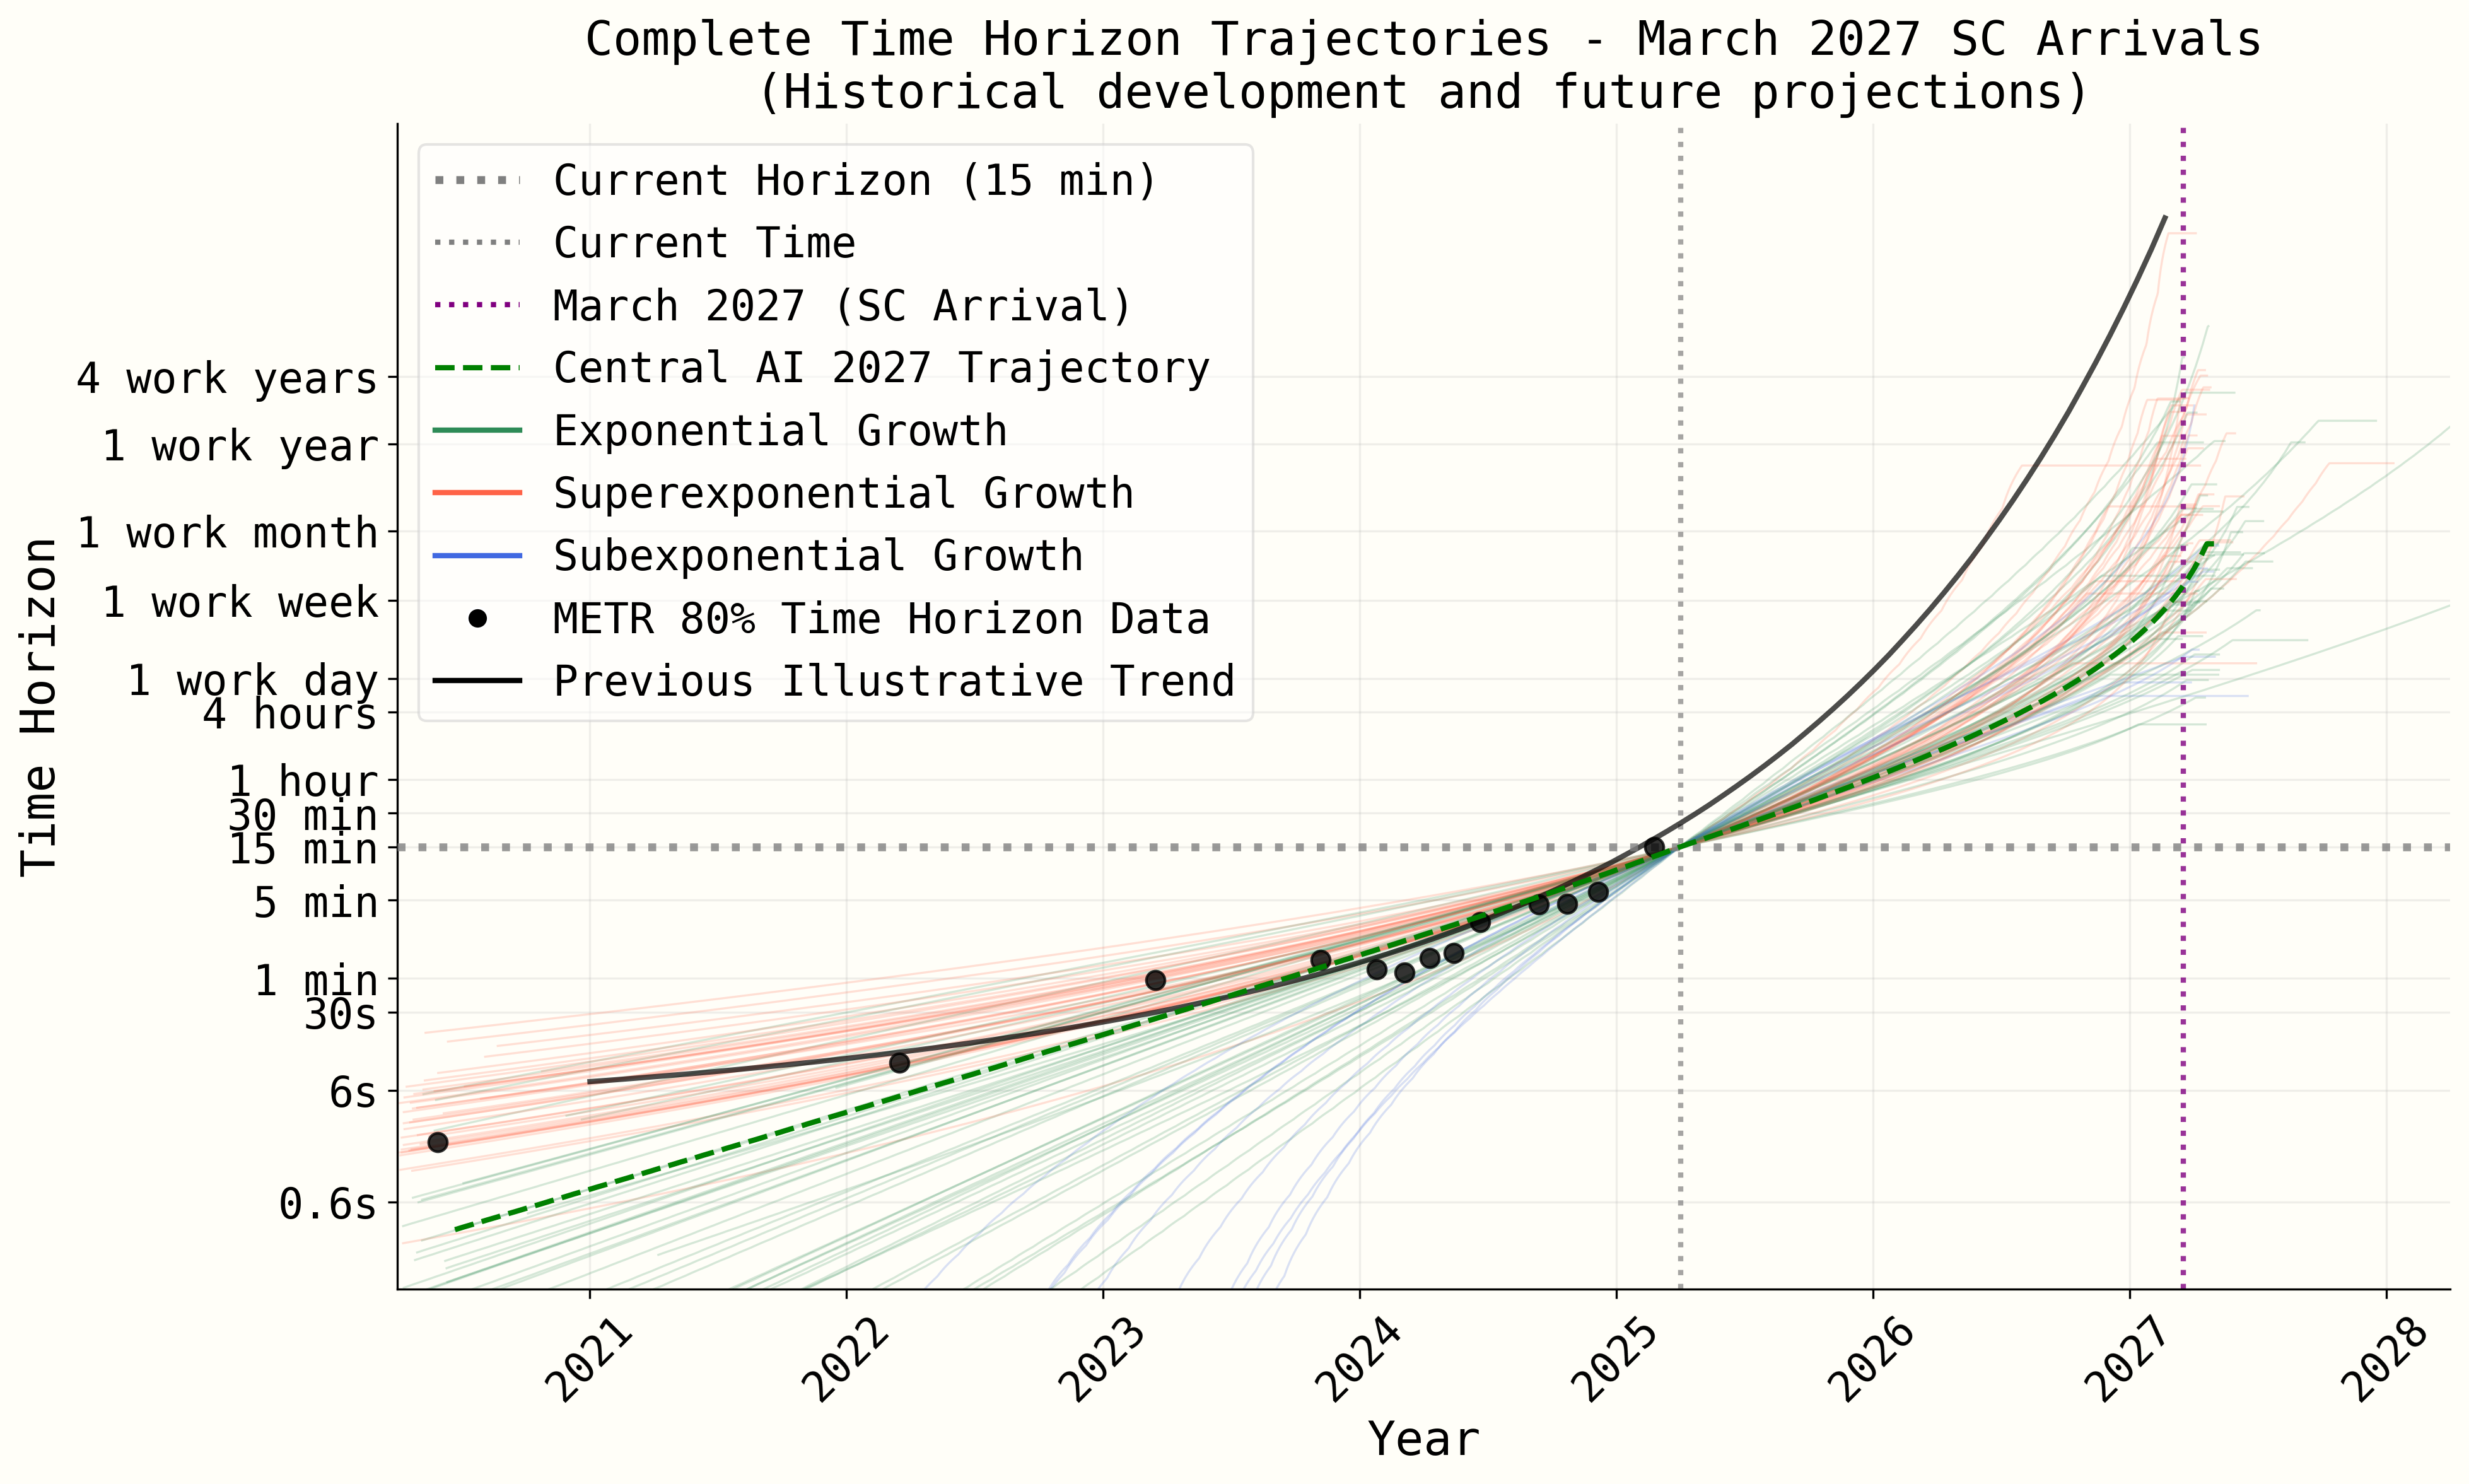 Complete Time Horizon Trajectories - March 2027 SC Arrivals
(Historical development and future projections)
Current Horizon (15 min)
Current Time
March 2027 (SC Arrival)
Central AI 2027 Trajectory
Exponential Growth
Superexponential Growth
Subexponential Growth
METR 80% Time Horizon Data
Previous Illustrative Trend
Time Horizon
4 work years
1 work year
1 work month
1 work week
1 work day
4 hours
1 hour
30 min
15 min
5 min
1 min
30s
6s
0.6s
2021
2022
2023
2024
2025
2026
2027
2028
Year